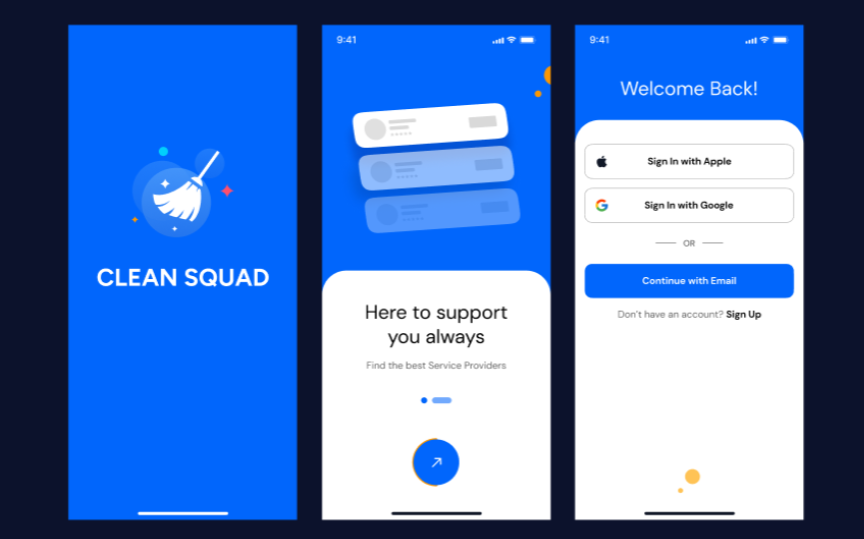 CLEAN SQUAD
9:41
Here to support
you always
Find the best Service Providers
9:41
Welcome Back!
Sign In with Apple
Sign In with Google
OR
Continue with Email
Don't have an account? Sign Up